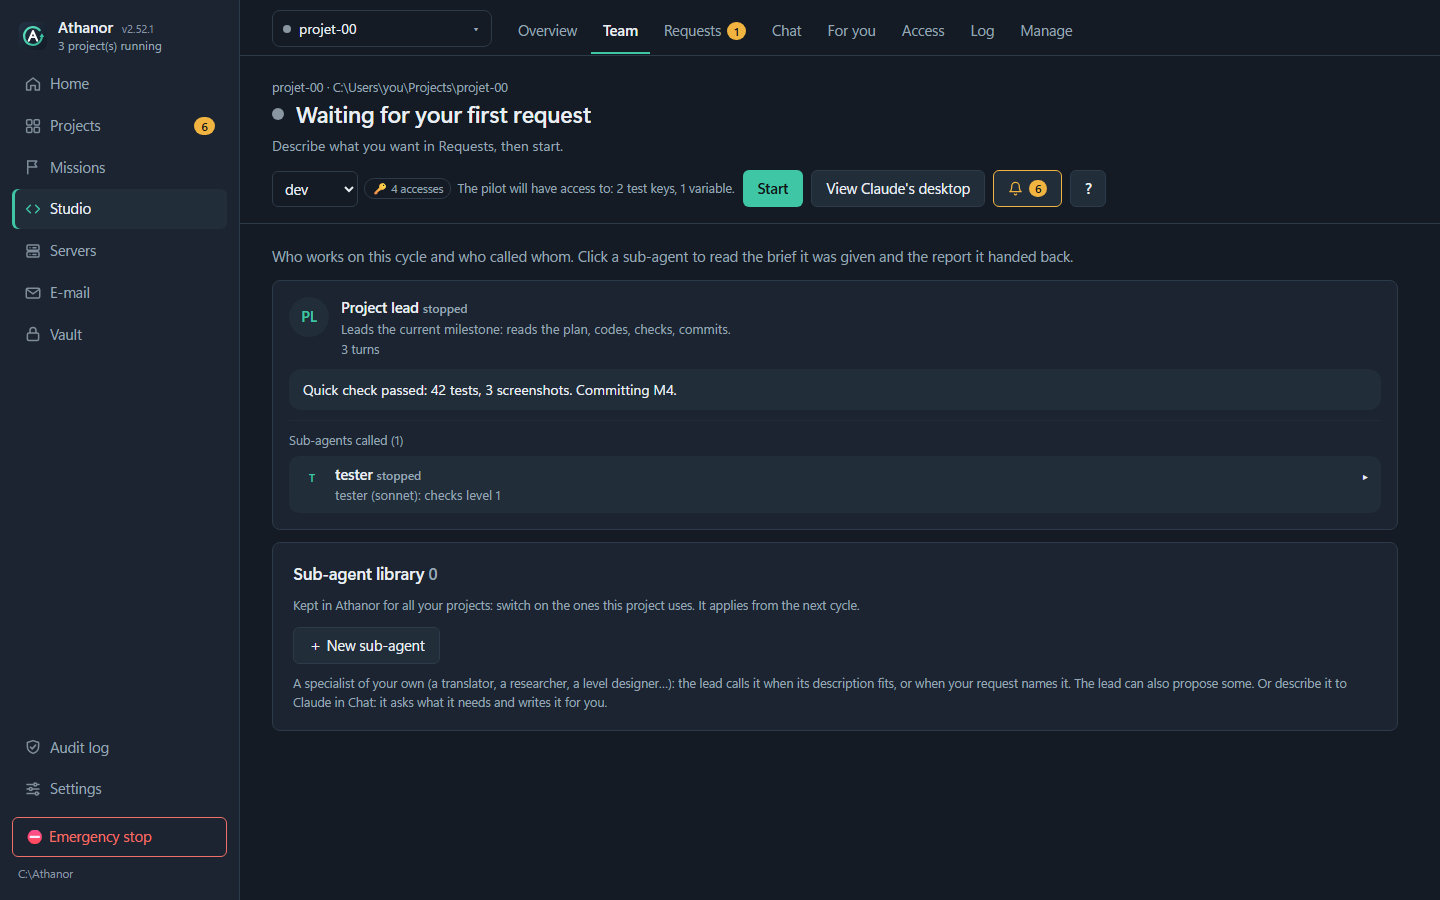 Athanor v2.52.1
3 project(s) running
Home
Projects 6
Missions
Studio
Servers
E-mail
Vault
Audit log
Settings
Emergency stop
C:\Athanor
projet-00
Overview Team Requests 1 Chat For you Access Log Manage
projet-00 · C:\Users\you\Projects\projet-00
Waiting for your first request
Describe what you want in Requests, then start.
dev 4 accesses The pilot will have access to: 2 test keys, 1 variable. Start View Claude's desktop 6 ?
Who works on this cycle and who called whom. Click a sub-agent to read the brief it was given and the report it handed back.
PL Project lead stopped
Leads the current milestone: reads the plan, codes, checks, commits.
3 turns
Quick check passed: 42 tests, 3 screenshots. Committing M4.
Sub-agents called (1)
T tester stopped
tester (sonnet): checks level 1
Sub-agent library 0
Kept in Athanor for all your projects: switch on the ones this project uses. It applies from the next cycle.
+ New sub-agent
A specialist of your own (a translator, a researcher, a level designer...): the lead calls it when its description fits, or when your request names it. The lead can also propose some. Or describe it to
Claude in Chat: it asks what it needs and writes it for you.